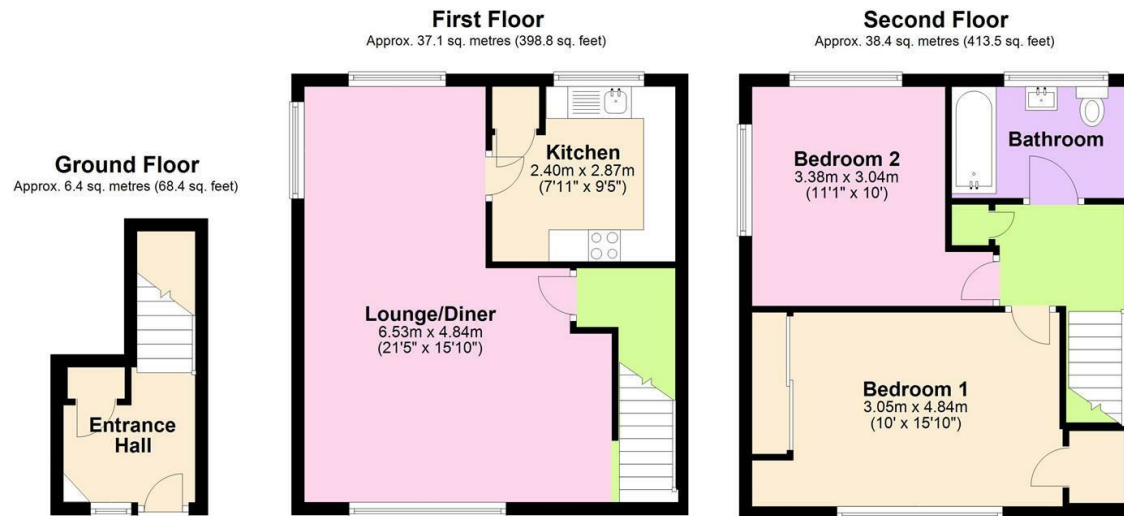 Ground Floor
Approx. 6.4 sq. metres (68.4 sq. feet)
Entrance
Hall
First Floor
Approx. 37.1 sq. metres (398.8 sq. feet)
Kitchen
2.40m x 2.87m
(7'11" x 9'5")
Lounge/Diner
6.53m x 4.84m
(21'5" x 15'10")
Second Floor
Approx. 38.4 sq. metres (413.5 sq. feet)
Bedroom 2
3.38m x 3.04m
(11'1" x 10')
Bathroom
Bedroom 1
3.05m x 4.84m
(10' x 15'10")